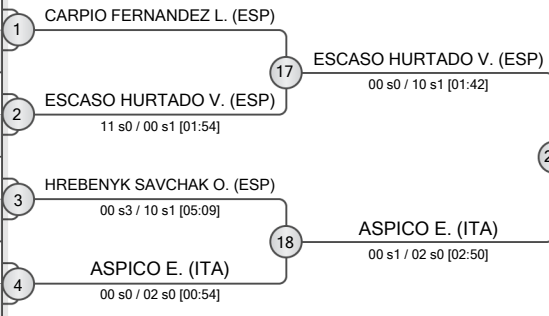 CARPIO FERNANDEZ L. (ESP)
1
17
ESCASO HURTADO V. (ESP)
00 s0 / 10 s1 [01:42]
ESCASO HURTADO V. (ESP)
2
11 s0 / 00 s1 [01:54]
HREBENYK SAVCHAK O. (ESP)
3
00 s3 / 10 s1 [05:09]
18
ASPICO E. (ITA)
00 s1 / 02 s0 [02:50]
ASPICO E. (ITA)
4
00 s0 / 02 s0 [00:54]